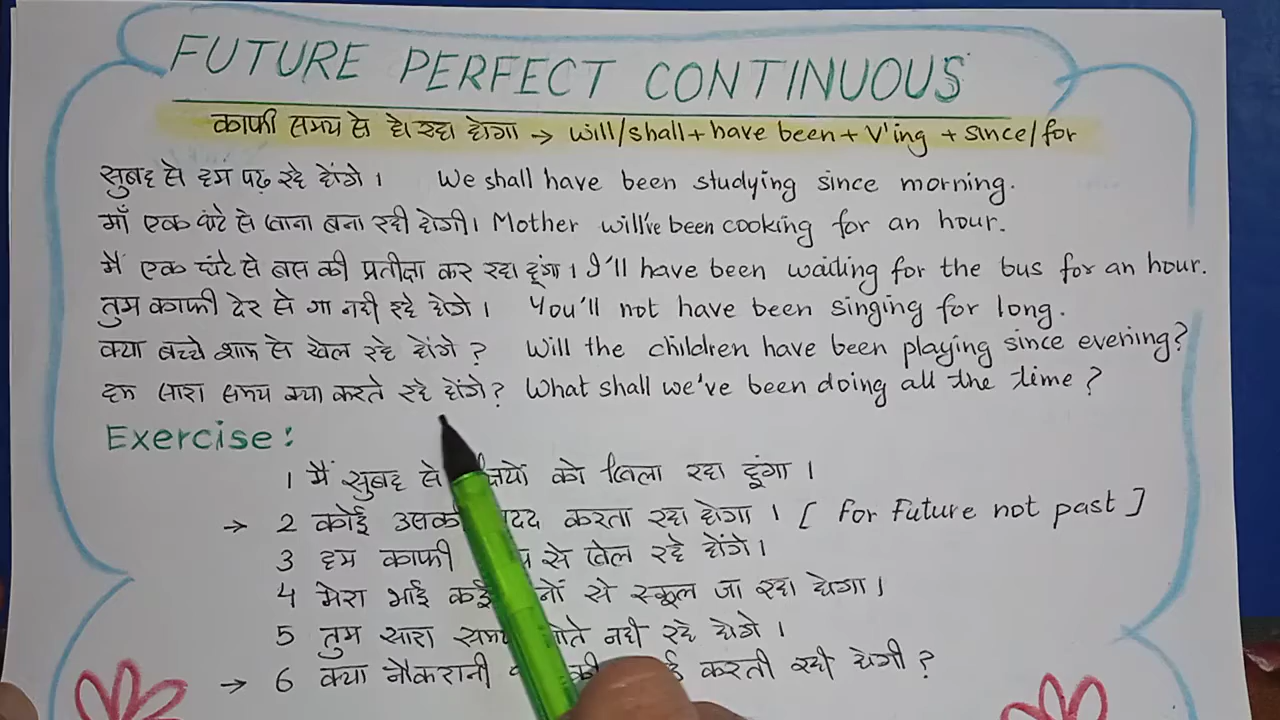 FUTURE PERFECT CONTINUOUS
काफी समय से हो रहा होगा → will/shall + have been + V'ing + since/for
सुबह से हम पढ़ रहे होंगे । We shall have been studying since morning.
माँ एक घंटे से खाना बना रही होगी । Mother will've been cooking for an hour.
मैं एक घंटे से बस की प्रतीक्षा कर रहा हूंगा । I'll have been waiting for the bus for an hour.
तुम काफी देर से गा नही रहे होगे । You'll not have been singing for long.
क्या बच्चे शाम से खेल रहे होंगे ? Will the children have been playing since evening?
हम सारा समय क्या करते रहे होंगे ? What shall we've been doing all the time ?
Exercise :
1 मैं सुबह से को खिला रहा हूंगा ।
→ 2 कोई करता रहा होगा । [ For Future not past ]
3 हम काफी से खेल रहे होंगे ।
4 मेरा भाई से स्कूल जा रहा होगा ।
5 तुम सारा नही रहे होगे ।
→ 6 क्या नौकरानी करती रही होगी ?